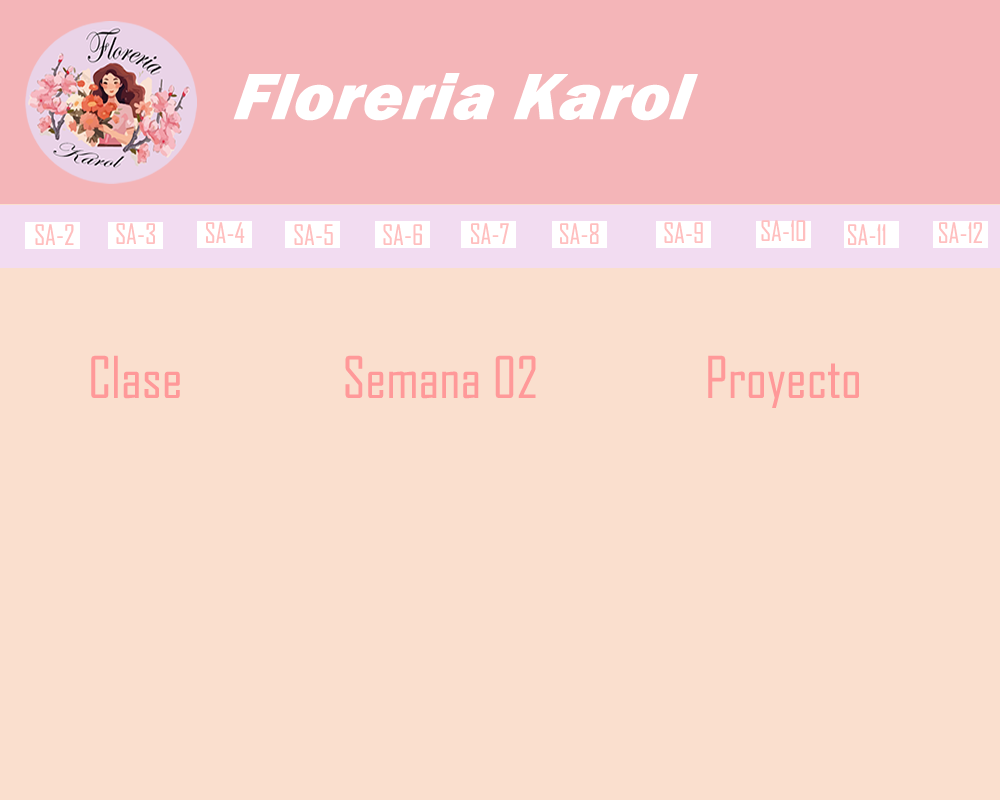 Floreria
Karol
Floreria Karol
SA-2 SA-3 SA-4 SA-5 SA-6 SA-7 SA-8 SA-9 SA-10 SA-11 SA-12
Clase Semana 02 Proyecto